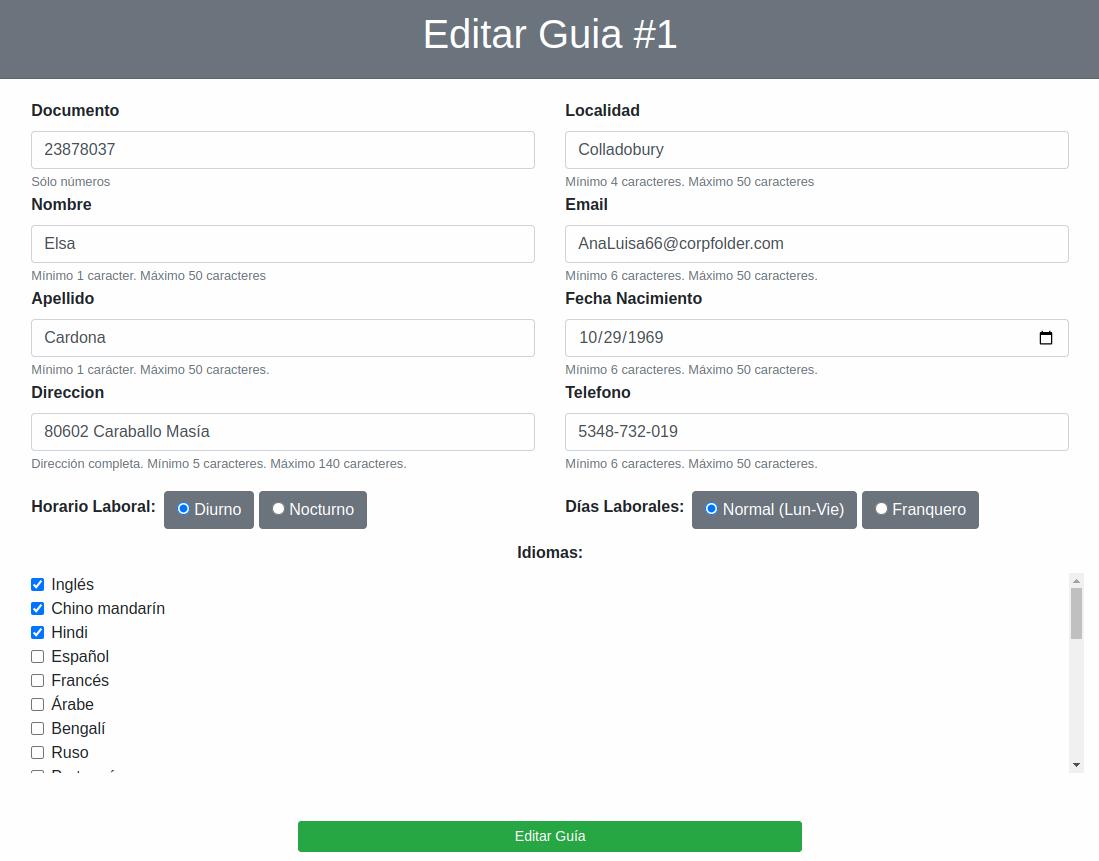 Editar Guia #1
Documento
23878037
Sólo números
Nombre
Elsa
Mínimo 1 caracter. Máximo 50 caracteres
Apellido
Cardona
Mínimo 1 carácter. Máximo 50 caracteres.
Direccion
80602 Caraballo Masía
Dirección completa. Mínimo 5 caracteres. Máximo 140 caracteres.
Localidad
Colladobury
Mínimo 4 caracteres. Máximo 50 caracteres
Email
AnaLuisa66@corpfolder.com
Mínimo 6 caracteres. Máximo 50 caracteres.
Fecha Nacimiento
10/29/1969
Mínimo 6 caracteres. Máximo 50 caracteres.
Telefono
5348-732-019
Mínimo 6 caracteres. Máximo 50 caracteres.
Horario Laboral: Diurno Nocturno
Días Laborales: Normal (Lun-Vie) Franquero
Idiomas:
Inglés
Chino mandarín
Hindi
Español
Francés
Árabe
Bengalí
Ruso
Editar Guía